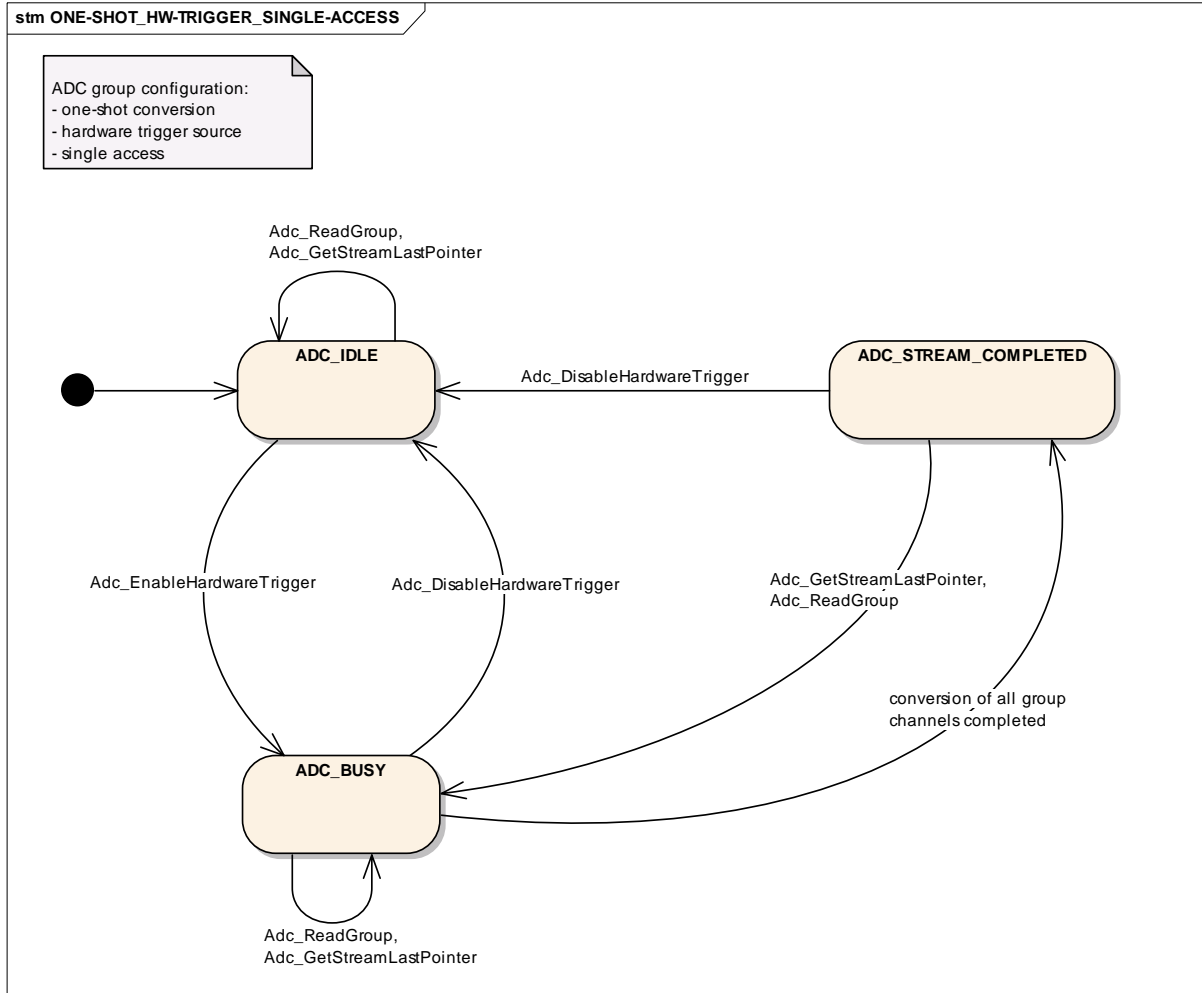 stm ONE-SHOT_HW-TRIGGER_SINGLE-ACCESS
ADC group configuration:
- one-shot conversion
- hardware trigger source
- single access
Adc_ReadGroup,
Adc_GetStreamLastPointer
ADC_IDLE
ADC_STREAM_COMPLETED
Adc_DisableHardwareTrigger
Adc_EnableHardwareTrigger
Adc_DisableHardwareTrigger
Adc_GetStreamLastPointer,
Adc_ReadGroup
conversion of all group
channels completed
ADC_BUSY
Adc_ReadGroup,
Adc_GetStreamLastPointer